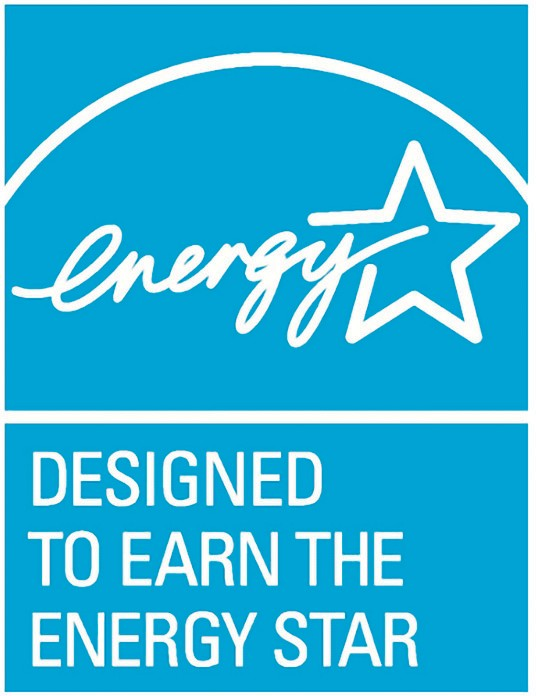 energy
DESIGNED
TO EARN THE
ENERGY STAR